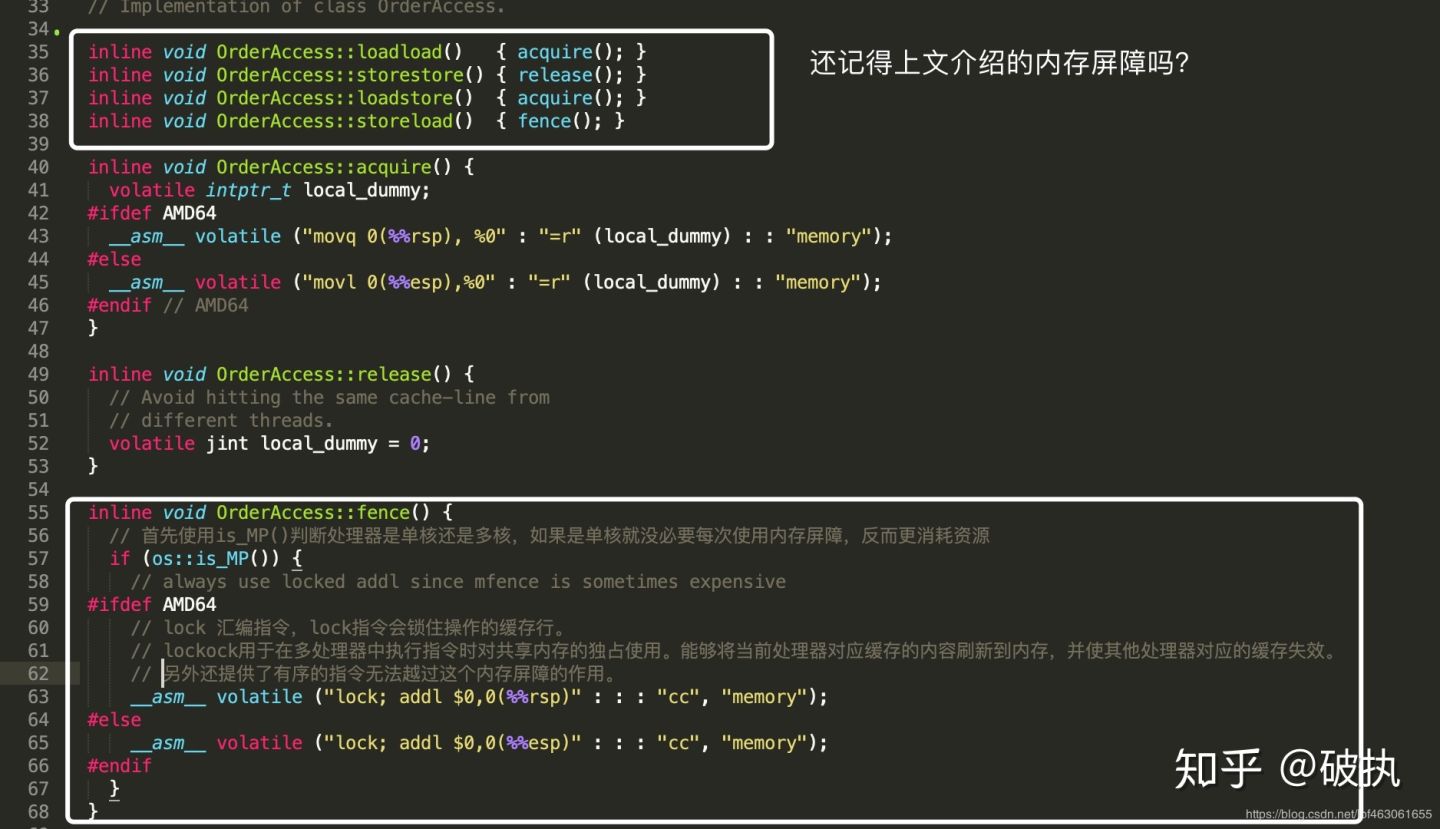 33 // Implementation of class OrderAccess.
34
35 inline void OrderAccess::loadload()   { acquire(); }
还记得上文介绍的内存屏障吗?
36 inline void OrderAccess::storestore() { release(); }
37 inline void OrderAccess::loadstore()  { acquire(); }
38 inline void OrderAccess::storeload()  { fence(); }
39
40 inline void OrderAccess::acquire() {
41   volatile intptr_t local_dummy;
42 #ifdef AMD64
43   __asm__ volatile ("movq 0(%%rsp), %0" : "=r" (local_dummy) : : "memory");
44 #else
45   __asm__ volatile ("movl 0(%%esp),%0" : "=r" (local_dummy) : : "memory");
46 #endif // AMD64
47 }
48
49 inline void OrderAccess::release() {
50   // Avoid hitting the same cache-line from
51   // different threads.
52   volatile jint local_dummy = 0;
53 }
54
55 inline void OrderAccess::fence() {
56   // 首先使用is_MP()判断处理器是单核还是多核，如果是单核就没必要每次使用内存屏障，反而更消耗资源
57   if (os::is_MP()) {
58     // always use locked addl since mfence is sometimes expensive
59 #ifdef AMD64
60     // lock 汇编指令，lock指令会锁住操作的缓存行。
61     // lockock用于在多处理器中执行指令时对共享内存的独占使用。能够将当前处理器对应缓存的内容刷新到内存，并使其他处理器对应的缓存失效。
62     // 另外还提供了有序的指令无法越过这个内存屏障的作用。
63     __asm__ volatile ("lock; addl $0,0(%%rsp)" : : : "cc", "memory");
64 #else
65     __asm__ volatile ("lock; addl $0,0(%%esp)" : : : "cc", "memory");
66 #endif
67   }
68 }
知乎 @破执